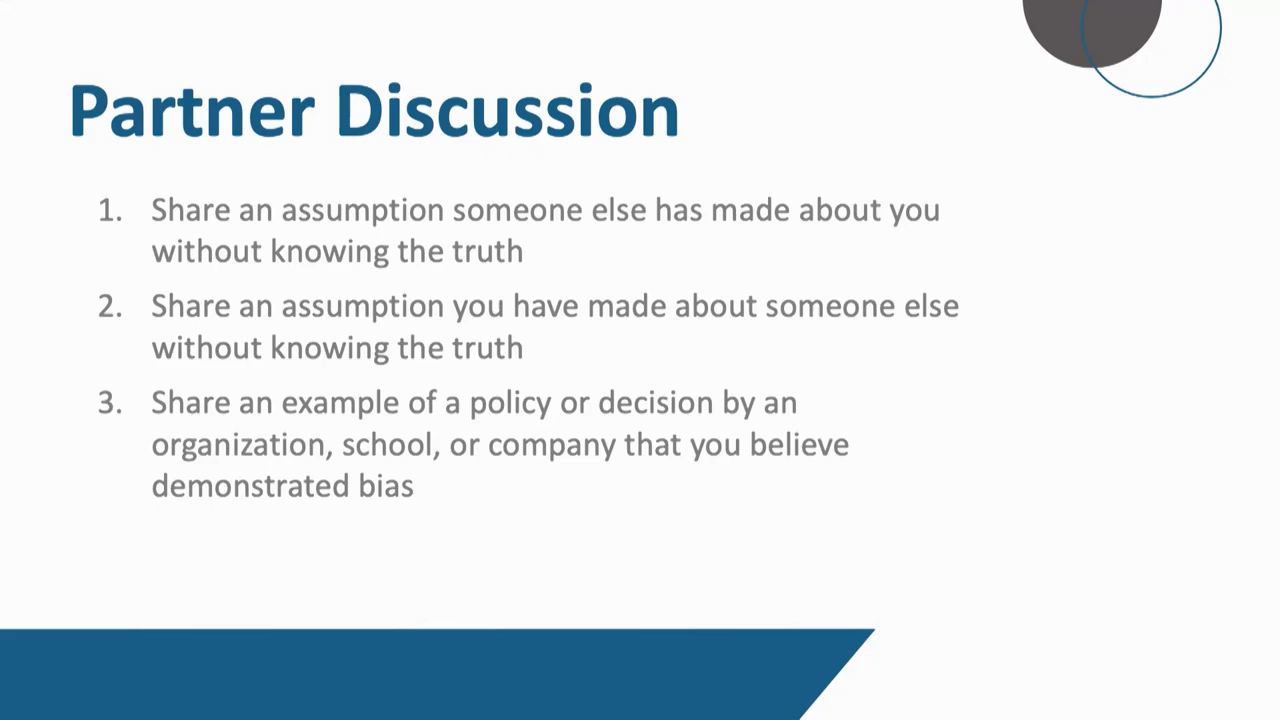 Partner Discussion
1. Share an assumption someone else has made about you
without knowing the truth
2. Share an assumption you have made about someone else
without knowing the truth
3. Share an example of a policy or decision by an
organization, school, or company that you believe
demonstrated bias